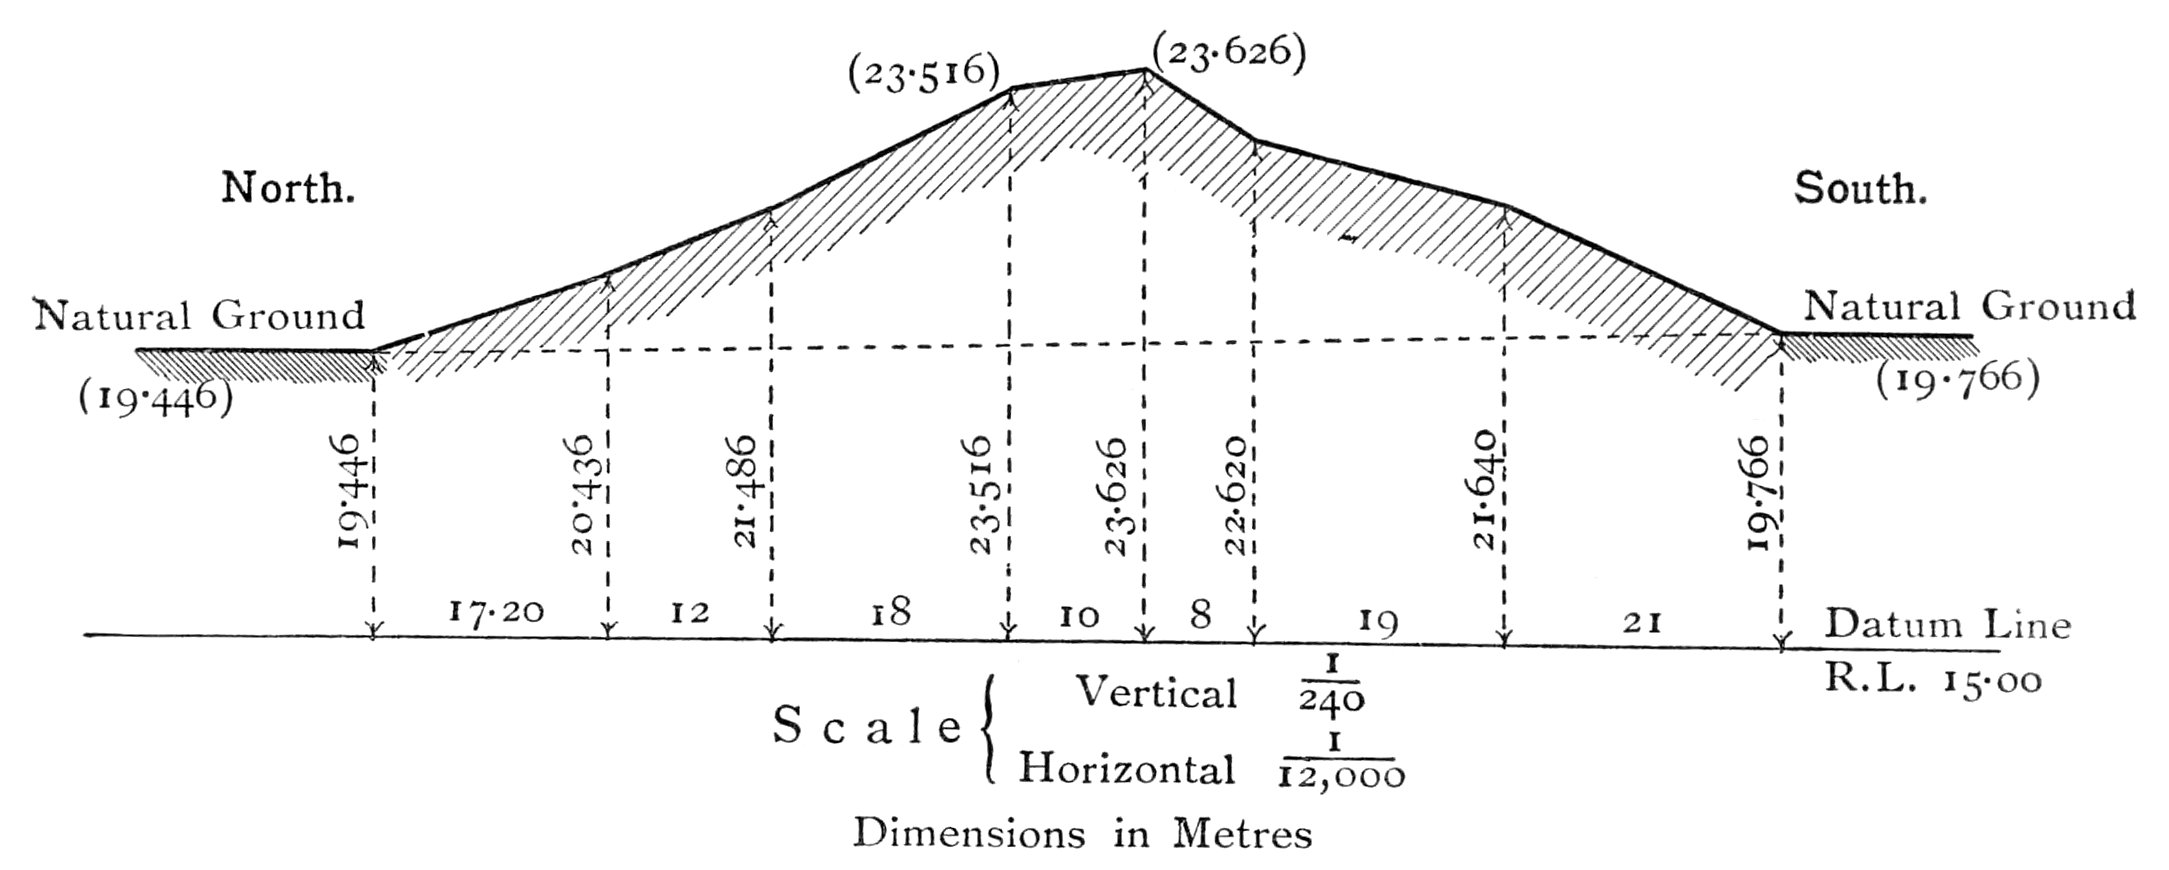 (23·516)
(23·626)
North.
South.
Natural Ground
Natural Ground
(19·446)
(19·766)
19·446
20·436
21·486
23·516
23·626
22·620
21·640
19·766
17·20
12
18
10
8
19
21
Datum Line
R.L. 15·00
Scale { Vertical 1/240
Horizontal 1/12,000
Dimensions in Metres